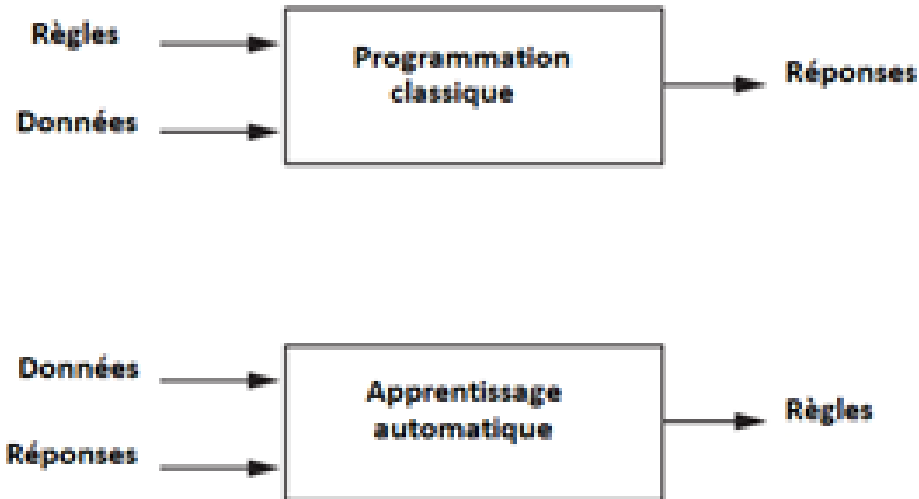 Règles
Données
Programmation
classique
Réponses
Données
Réponses
Apprentissage
automatique
Règles